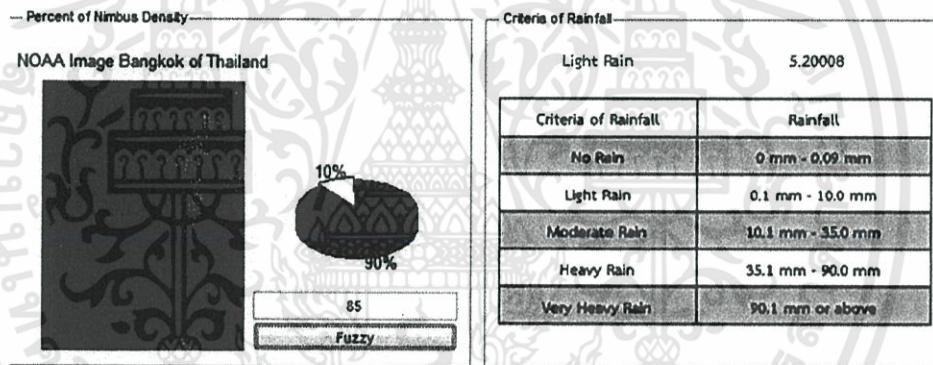 Percent of Nimbus Density
NOAA Image Bangkok of Thailand
10%
90%
85
Fuzzy
Criteria of Rainfall
Light Rain 5.20008
Criteria of Rainfall Rainfall
No Rain 0 mm - 0.09 mm
Light Rain 0.1 mm - 10.0 mm
Moderate Rain 10.1 mm - 35.0 mm
Heavy Rain 35.1 mm - 90.0 mm
Very Heavy Rain 90.1 mm or above